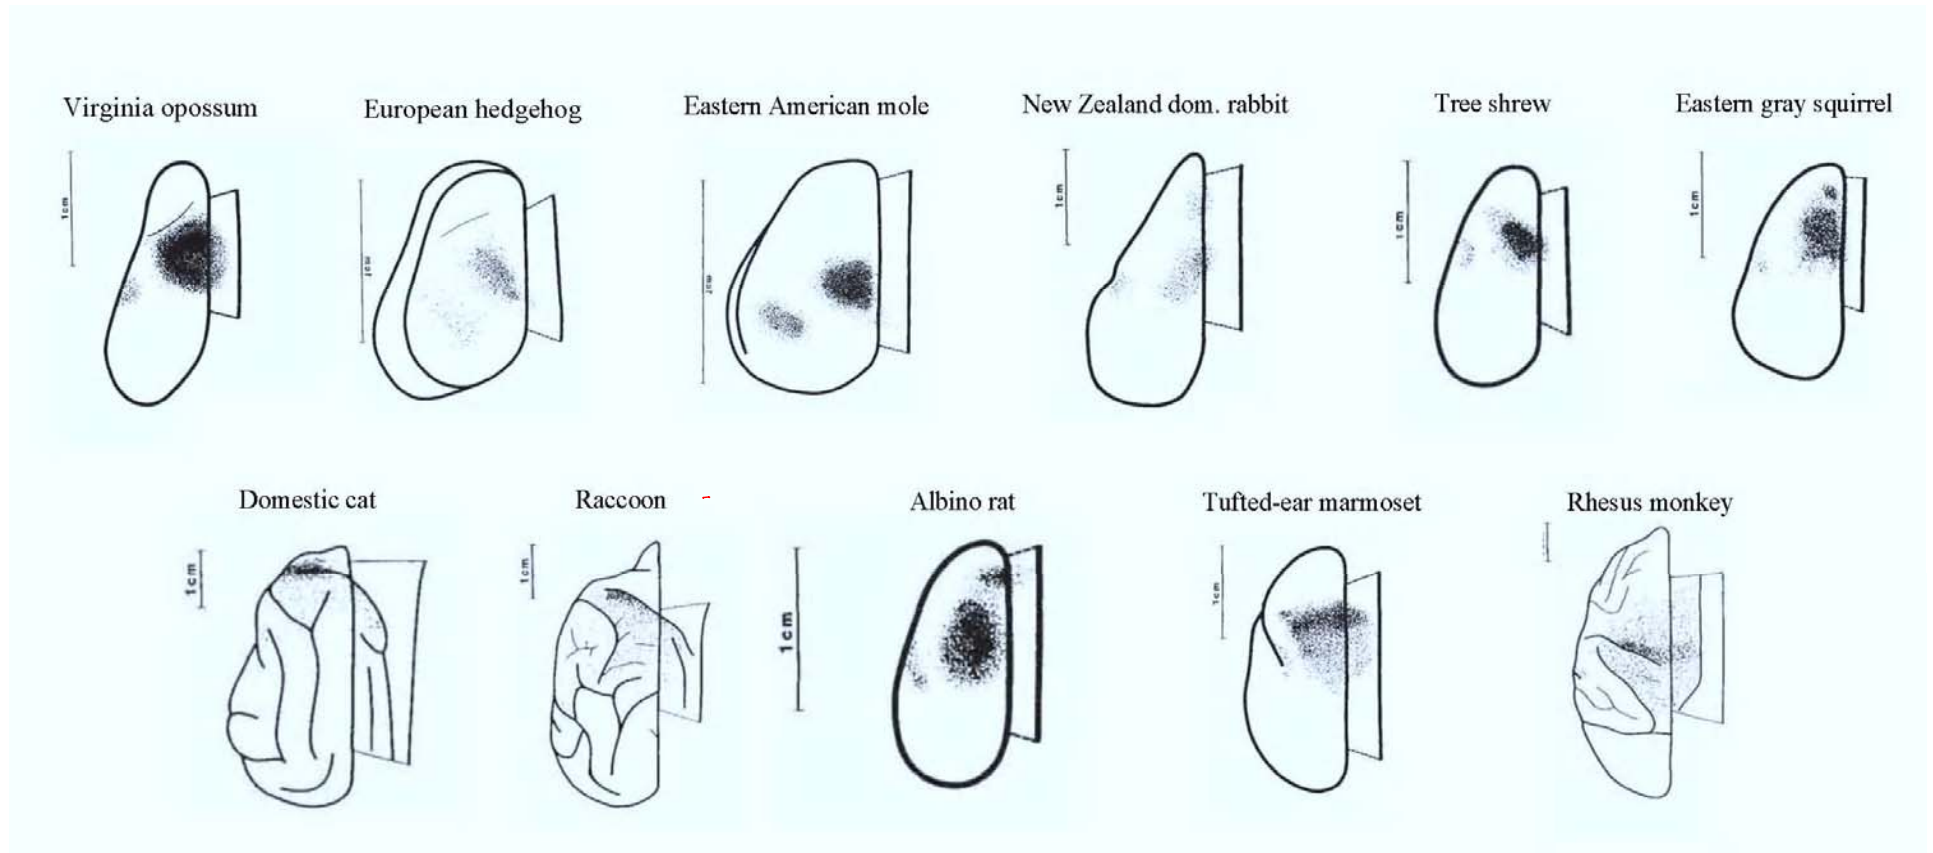 Virginia opossum
European hedgehog
Eastern American mole
New Zealand dom. rabbit
Tree shrew
Eastern gray squirrel
1cm
1cm
1cm
1cm
1cm
1cm
Domestic cat
Raccoon
Albino rat
Tufted-ear marmoset
Rhesus monkey
1cm
1cm
1cm
1cm